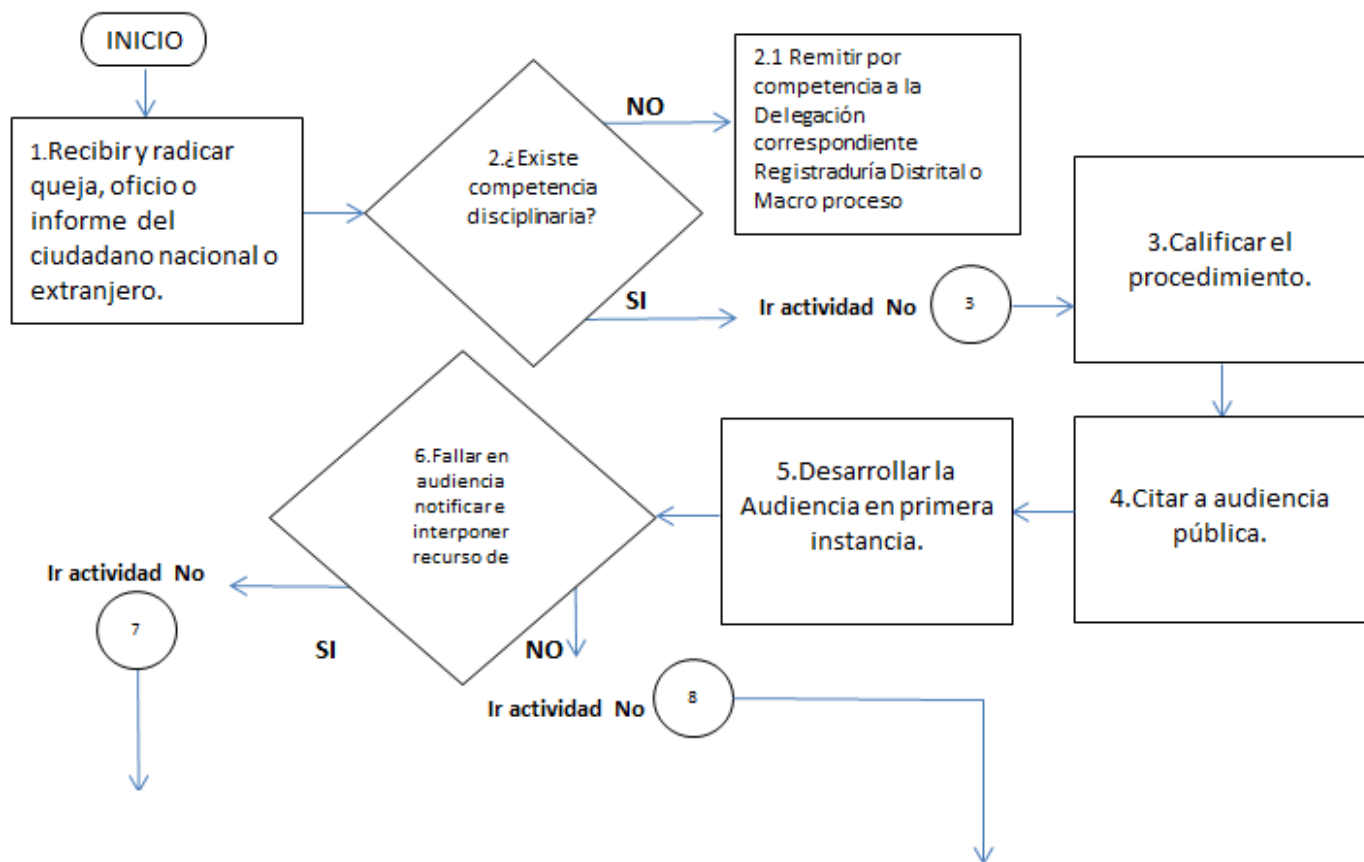 INICIO
1.Recibir y radicar
queja, oficio o
informe del
ciudadano nacional o
extranjero.
2.¿Existe
competencia
disciplinaria?
NO
2.1 Remitir por
competencia a la
Delegación
correspondiente
Registraduría Distrital o
Macro proceso
SI
Ir actividad No
3
3.Calificar el
procedimiento.
4.Citar a audiencia
pública.
5.Desarrollar la
Audiencia en primera
instancia.
6.Fallar en
audiencia
notificar e
interponer
recurso de
Ir actividad No
7
SI
NO
Ir actividad No
8